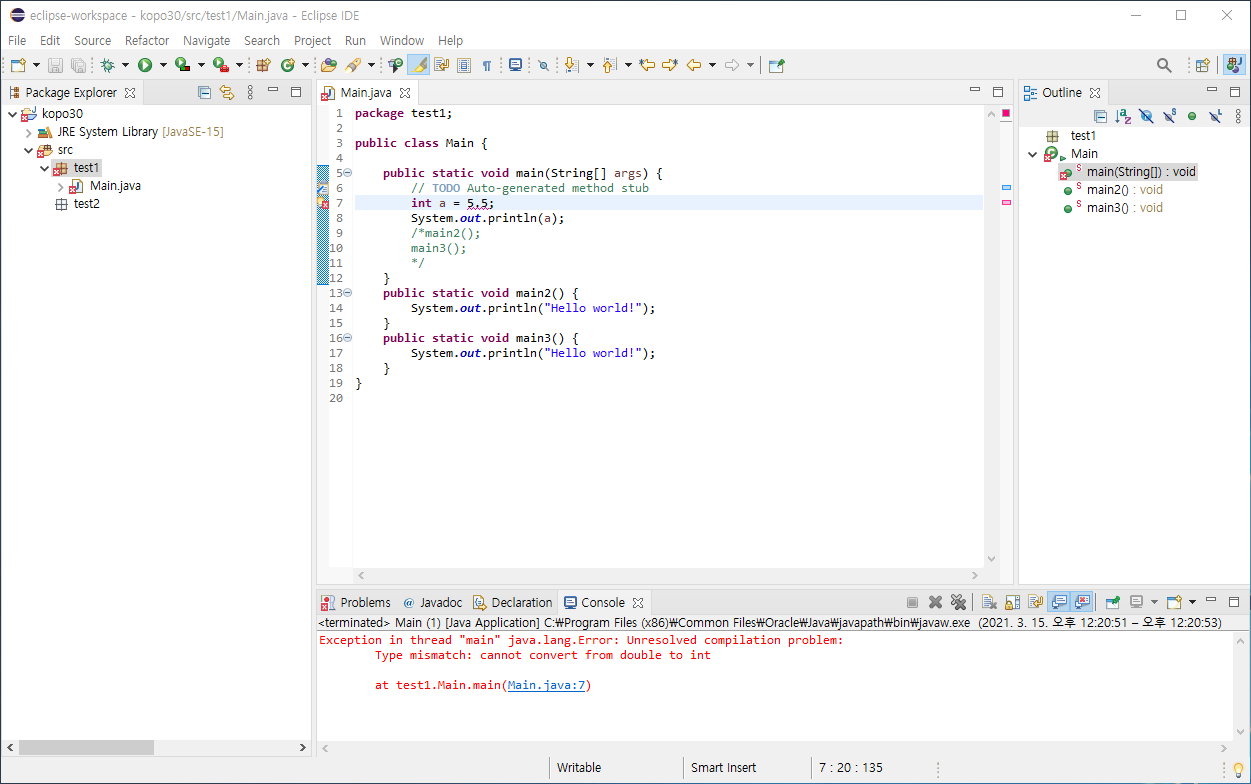 eclipse-workspace - kopo30/src/test1/Main.java - Eclipse IDE
File Edit Source Refactor Navigate Search Project Run Window Help
Package Explorer
kopo30
JRE System Library [JavaSE-15]
src
test1
Main.java
test2
Main.java
1 package test1;
2
3 public class Main {
4
5 public static void main(String[] args) {
6 // TODO Auto-generated method stub
7 int a = 5.5;
8 System.out.println(a);
9 /*main2();
10 main3();
11 */
12 }
13 public static void main2() {
14 System.out.println("Hello world!");
15 }
16 public static void main3() {
17 System.out.println("Hello world!");
18 }
19 }
20
Outline
test1
Main
main(String[]) : void
main2() : void
main3() : void
Problems Javadoc Declaration Console
<terminated> Main (1) [Java Application] C:₩Program Files (x86)₩Common Files₩Oracle₩Java₩javapath₩bin₩javaw.exe (2021. 3. 15. 오후 12:20:51 – 오후 12:20:53)
Exception in thread "main" java.lang.Error: Unresolved compilation problem:
Type mismatch: cannot convert from double to int
at test1.Main.main(Main.java:7)
Writable Smart Insert 7 : 20 : 135